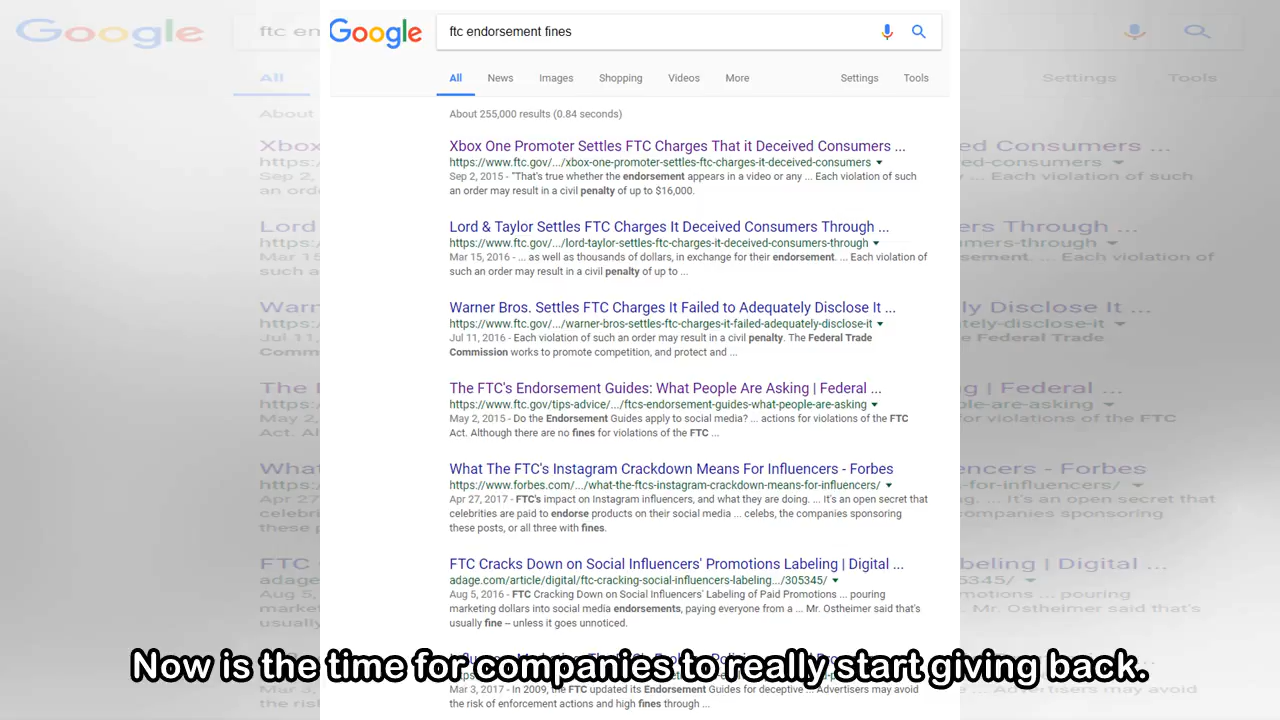 Google
ftc endorsement fines
All News Images Shopping Videos More Settings Tools
About 255,000 results (0.84 seconds)
Xbox One Promoter Settles FTC Charges That it Deceived Consumers ...
https://www.ftc.gov/.../xbox-one-promoter-settles-ftc-charges-it-deceived-consumers
Sep 2, 2015 - "That's true whether the endorsement appears in a video or any ... Each violation of such
an order may result in a civil penalty of up to $16,000.
Lord & Taylor Settles FTC Charges It Deceived Consumers Through ...
https://www.ftc.gov/.../lord-taylor-settles-ftc-charges-it-deceived-consumers-through
Mar 15, 2016 - ... as well as thousands of dollars, in exchange for their endorsement. ... Each violation of
such an order may result in a civil penalty of up to ...
Warner Bros. Settles FTC Charges It Failed to Adequately Disclose It ...
https://www.ftc.gov/.../warner-bros-settles-ftc-charges-it-failed-adequately-disclose-it
Jul 11, 2016 - Each violation of such an order may result in a civil penalty. The Federal Trade
Commission works to promote competition, and protect and ...
The FTC's Endorsement Guides: What People Are Asking | Federal ...
https://www.ftc.gov/tips-advice/.../ftcs-endorsement-guides-what-people-are-asking
May 2, 2015 - Do the Endorsement Guides apply to social media? ... actions for violations of the FTC
Act. Although there are no fines for violations of the FTC ...
What The FTC's Instagram Crackdown Means For Influencers - Forbes
https://www.forbes.com/.../what-the-ftcs-instagram-crackdown-means-for-influencers/
Apr 27, 2017 - FTC's impact on Instagram influencers, and what they are doing. ... It's an open secret that
celebrities are paid to endorse products on their social media ... celebs, the companies sponsoring
these posts, or all three with fines.
FTC Cracks Down on Social Influencers' Promotions Labeling | Digital ...
adage.com/article/digital/ftc-cracking-social-influencers-labeling.../305345/
Aug 5, 2016 - FTC Cracking Down on Social Influencers' Labeling of Paid Promotions ... pouring
marketing dollars into social media endorsements, paying everyone from a ... Mr. Ostheimer said that's
usually fine – unless it goes unnoticed.
Now is the time for companies to really start giving back.
Mar 3, 2017 - In 2009, the FTC updated its Endorsement Guides for deceptive ... Advertisers may avoid
the risk of enforcement actions and high fines through ...